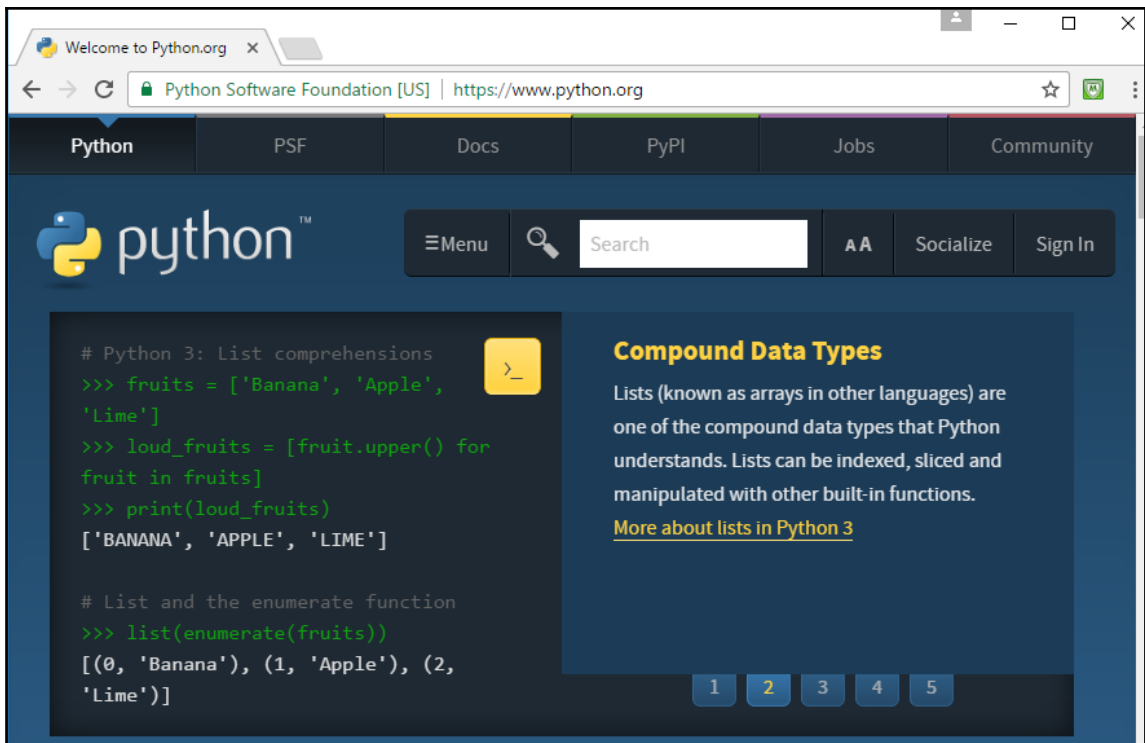 Welcome to Python.org
Python Software Foundation [US] | https://www.python.org
Python PSF Docs PyPI Jobs Community
python™
≡Menu Search AA Socialize Sign In
# Python 3: List comprehensions
>>> fruits = ['Banana', 'Apple',
'Lime']
>>> loud_fruits = [fruit.upper() for
fruit in fruits]
>>> print(loud_fruits)
['BANANA', 'APPLE', 'LIME']
# List and the enumerate function
>>> list(enumerate(fruits))
[(0, 'Banana'), (1, 'Apple'), (2,
'Lime')]
>_
Compound Data Types
Lists (known as arrays in other languages) are
one of the compound data types that Python
understands. Lists can be indexed, sliced and
manipulated with other built-in functions.
More about lists in Python 3
1 2 3 4 5